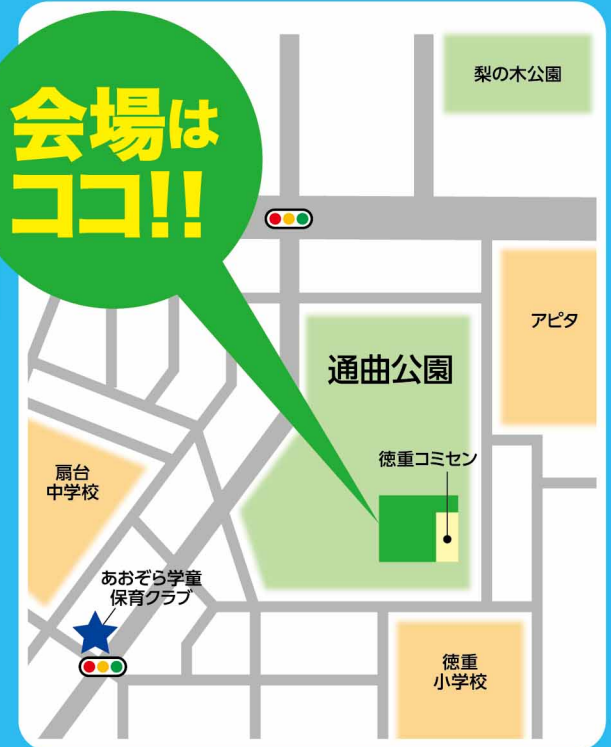 会場は
ココ!!
梨の木公園
アピタ
通曲公園
徳重コミセン
扇台
中学校
あおぞら学童
保育クラブ
徳重
小学校